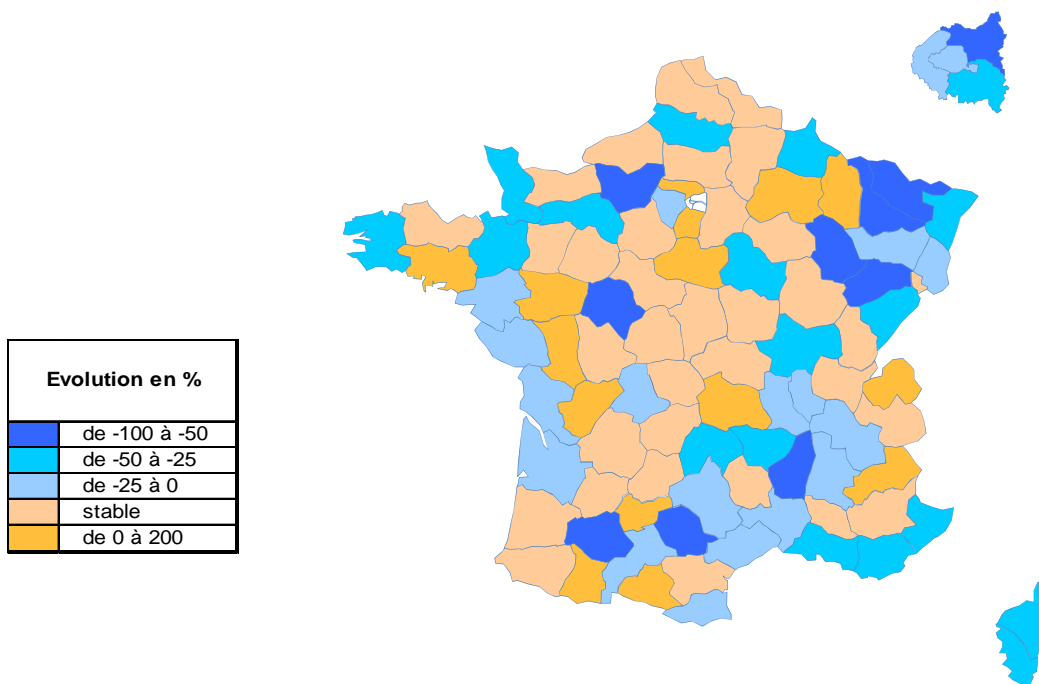 Evolution en %
de -100 à -50
de -50 à -25
de -25 à 0
stable
de 0 à 200